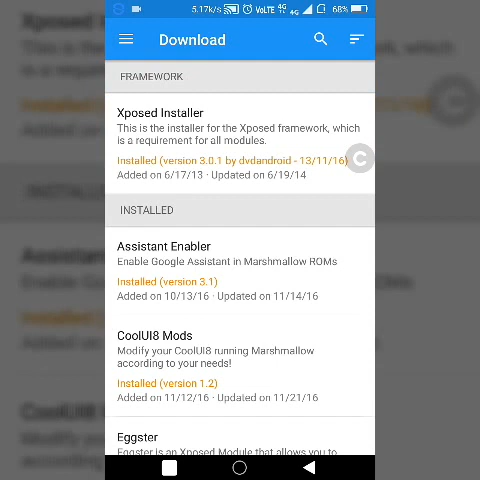 5.17k/s VoLTE 4G 4G 68%
Download
FRAMEWORK
Xposed Installer
This is the installer for the Xposed framework, which
is a requirement for all modules.
Installed (version 3.0.1 by dvdandroid - 13/11/16)
Added on 6/17/13 · Updated on 6/19/14
INSTALLED
Assistant Enabler
Enable Google Assistant in Marshmallow ROMs
Installed (version 3.1)
Added on 10/13/16 · Updated on 11/14/16
CoolUI8 Mods
Modify your CoolUI8 running Marshmallow
according to your needs!
Installed (version 1.2)
Added on 11/12/16 · Updated on 11/21/16
Eggster
Eggster is an Xposed Module that allows you to